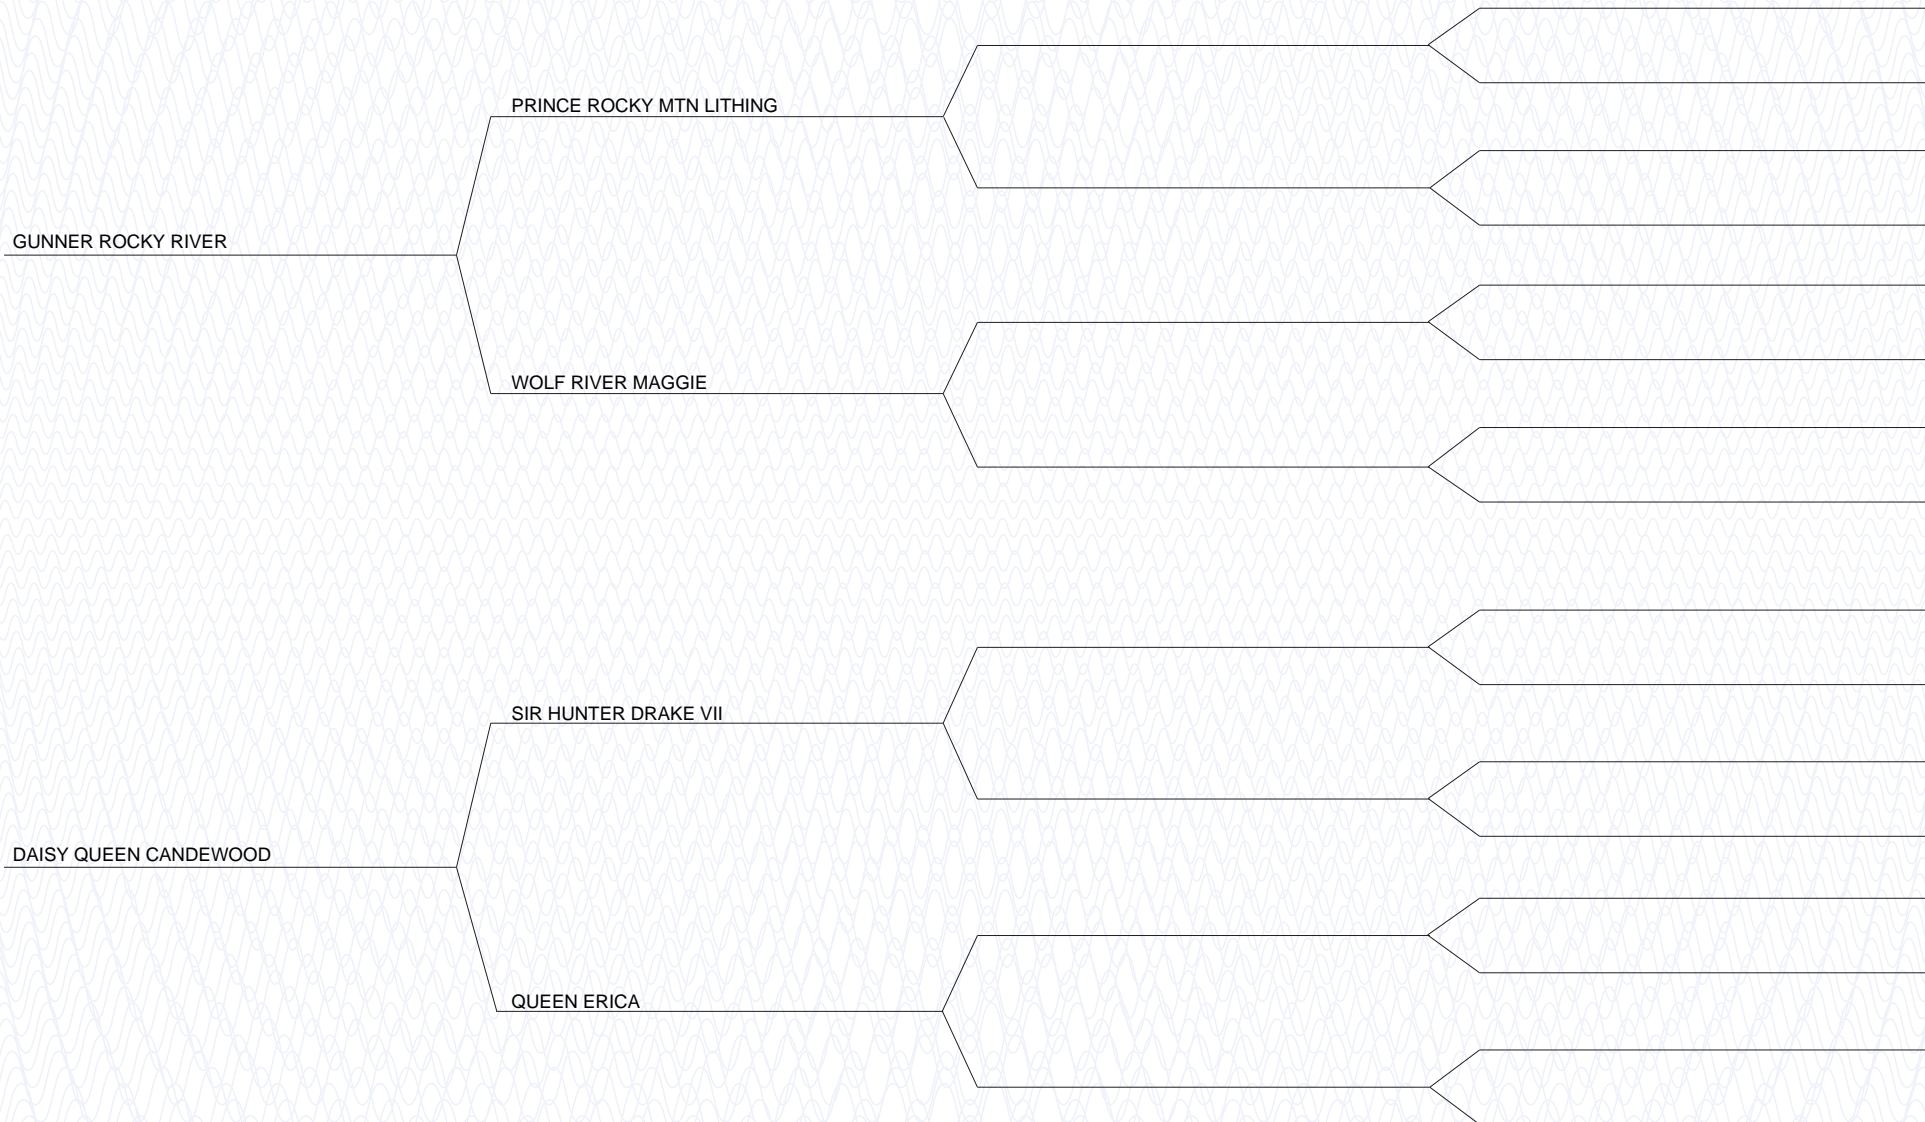 PRINCE ROCKY MTN LITHING
GUNNER ROCKY RIVER
WOLF RIVER MAGGIE
SIR HUNTER DRAKE VII
DAISY QUEEN CANDEWOOD
QUEEN ERICA